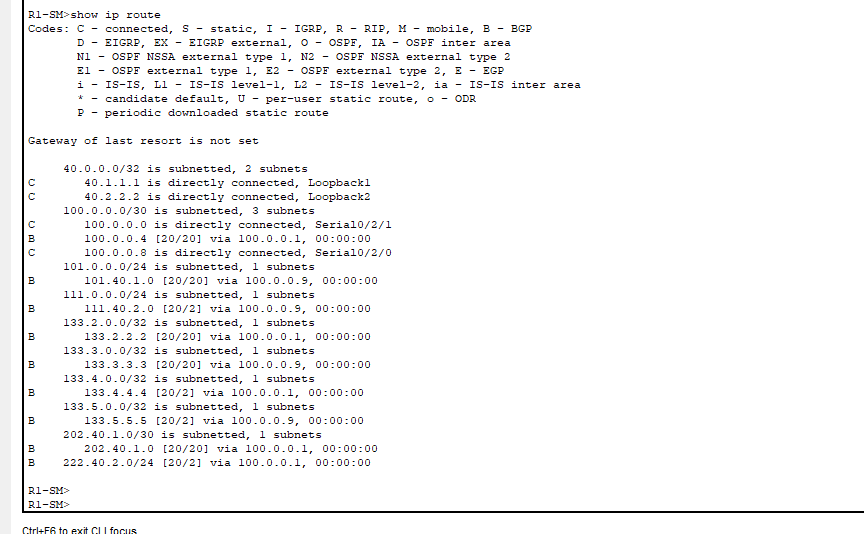 R1-SM>show ip route
Codes: C - connected, S - static, I - IGRP, R - RIP, M - mobile, B - BGP
D - EIGRP, EX - EIGRP external, O - OSPF, IA - OSPF inter area
N1 - OSPF NSSA external type 1, N2 - OSPF NSSA external type 2
E1 - OSPF external type 1, E2 - OSPF external type 2, E - EGP
i - IS-IS, L1 - IS-IS level-1, L2 - IS-IS level-2, ia - IS-IS inter area
* - candidate default, U - per-user static route, o - ODR
P - periodic downloaded static route
Gateway of last resort is not set
40.0.0.0/32 is subnetted, 2 subnets
C 40.1.1.1 is directly connected, Loopback1
C 40.2.2.2 is directly connected, Loopback2
100.0.0.0/30 is subnetted, 3 subnets
C 100.0.0.0 is directly connected, Serial0/2/1
B 100.0.0.4 [20/20] via 100.0.0.1, 00:00:00
C 100.0.0.8 is directly connected, Serial0/2/0
101.0.0.0/24 is subnetted, 1 subnets
B 101.40.1.0 [20/20] via 100.0.0.9, 00:00:00
111.0.0.0/24 is subnetted, 1 subnets
B 111.40.2.0 [20/2] via 100.0.0.9, 00:00:00
133.2.0.0/32 is subnetted, 1 subnets
B 133.2.2.2 [20/20] via 100.0.0.1, 00:00:00
133.3.0.0/32 is subnetted, 1 subnets
B 133.3.3.3 [20/20] via 100.0.0.9, 00:00:00
133.4.0.0/32 is subnetted, 1 subnets
B 133.4.4.4 [20/2] via 100.0.0.1, 00:00:00
133.5.0.0/32 is subnetted, 1 subnets
B 133.5.5.5 [20/2] via 100.0.0.9, 00:00:00
202.40.1.0/30 is subnetted, 1 subnets
B 202.40.1.0 [20/20] via 100.0.0.1, 00:00:00
B 222.40.2.0/24 [20/2] via 100.0.0.1, 00:00:00
R1-SM>
R1-SM>
Ctrl+F6 to exit CLI focus